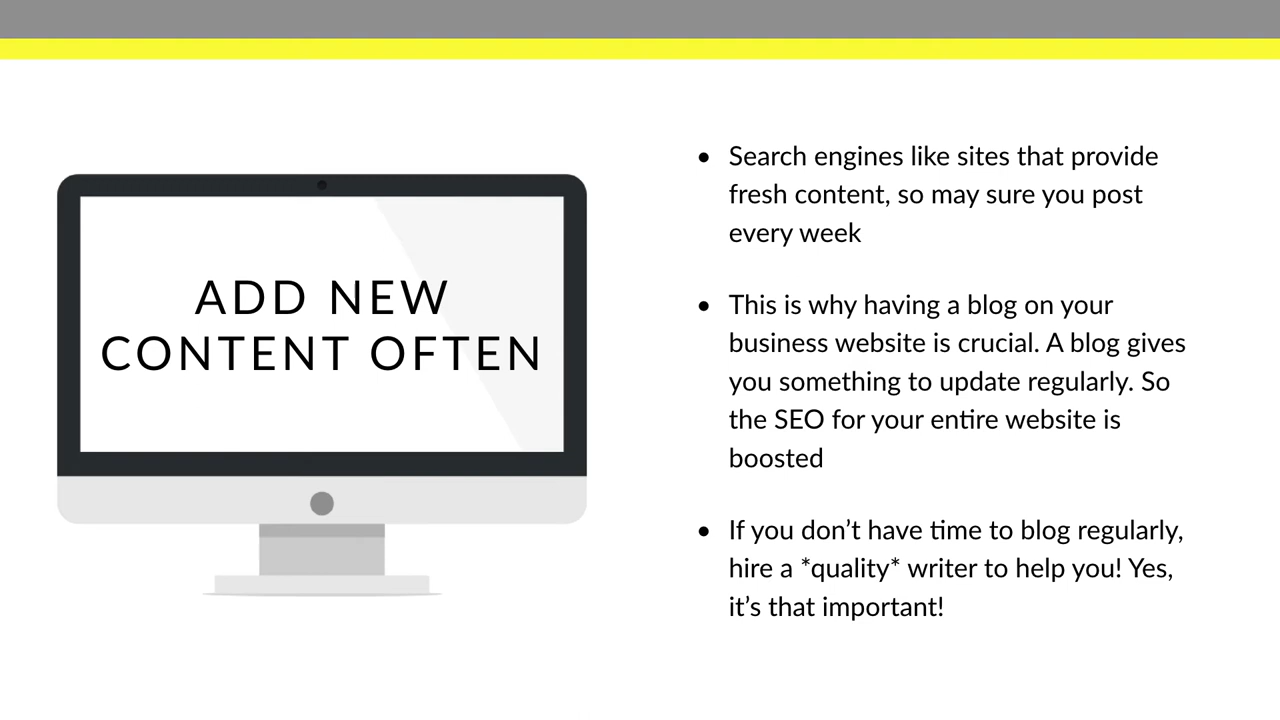 ADD NEW
CONTENT OFTEN
• Search engines like sites that provide
fresh content, so may sure you post
every week
• This is why having a blog on your
business website is crucial. A blog gives
you something to update regularly. So
the SEO for your entire website is
boosted
• If you don’t have time to blog regularly,
hire a *quality* writer to help you! Yes,
it’s that important!